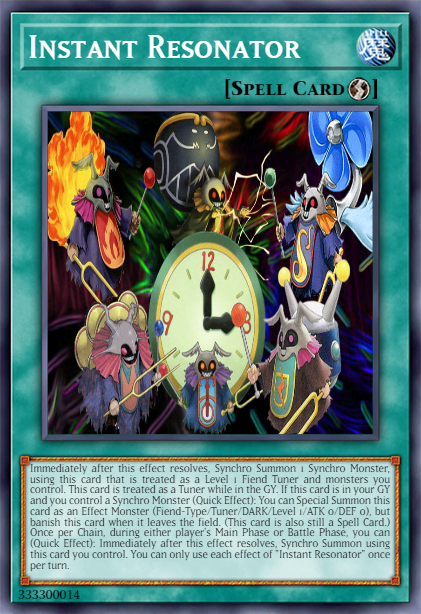 Instant Resonator
魔
[Spell Card]
12
3
6
9
Immediately after this effect resolves, Synchro Summon 1 Synchro Monster,
using this card that is treated as a Level 1 Fiend Tuner and monsters you
control. This card is treated as a Tuner while in the GY. If this card is in your GY
and you control a Synchro Monster (Quick Effect): You can Special Summon this
card as an Effect Monster (Fiend-Type/Tuner/DARK/Level 1/ATK 0/DEF 0), but
banish this card when it leaves the field. (This card is also still a Spell Card.)
Once per Chain, during either player's Main Phase or Battle Phase, you can
(Quick Effect): Immediately after this effect resolves, Synchro Summon using
this card you control. You can only use each effect of "Instant Resonator" once
per turn.
333300014